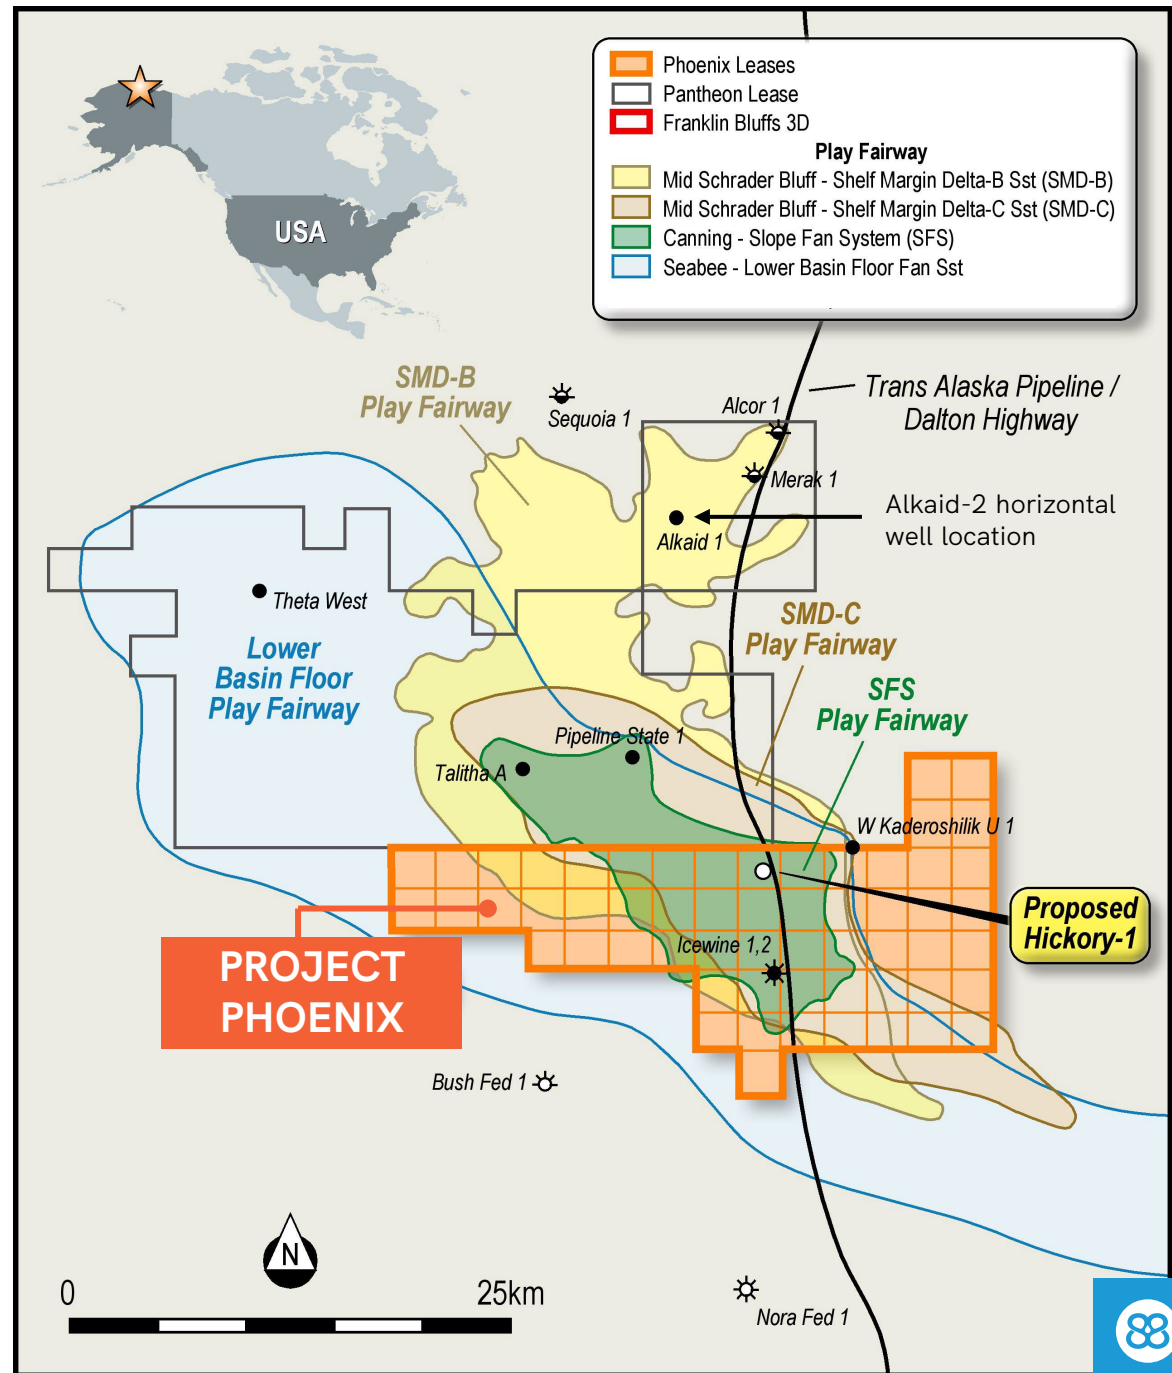 USA
Phoenix Leases
Pantheon Lease
Franklin Bluffs 3D
Play Fairway
Mid Schrader Bluff - Shelf Margin Delta-B Sst (SMD-B)
Mid Schrader Bluff - Shelf Margin Delta-C Sst (SMD-C)
Canning - Slope Fan System (SFS)
Seabee - Lower Basin Floor Fan Sst
SMD-B
Play Fairway
Sequoia 1
Alcor 1
Trans Alaska Pipeline /
Dalton Highway
Merak 1
Alkaid-2 horizontal
well location
Alkaid 1
Theta West
Lower
Basin Floor
Play Fairway
SMD-C
Play Fairway
SFS
Play Fairway
Pipeline State 1
Talitha A
W Kaderoshilik U 1
Proposed
Hickory-1
PROJECT
PHOENIX
Icewine 1,2
Bush Fed 1
N
0
25km
Nora Fed 1